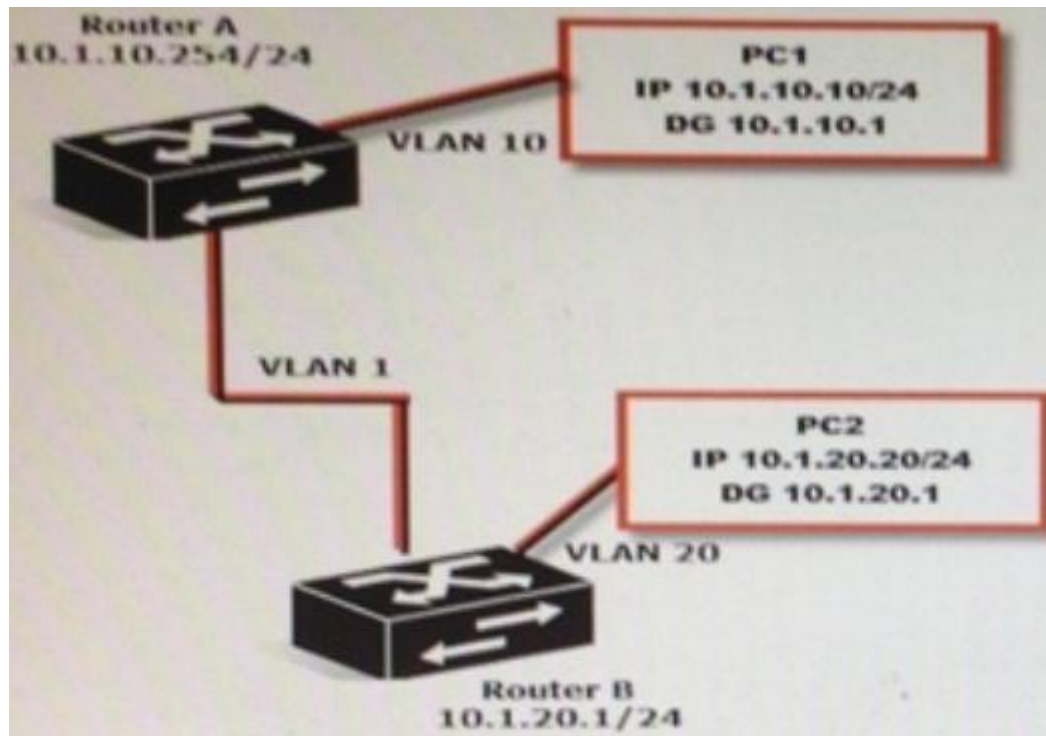 Router A
10.1.10.254/24
PC1
IP 10.1.10.10/24
DG 10.1.10.1
VLAN 10
VLAN 1
PC2
IP 10.1.20.20/24
DG 10.1.20.1
VLAN 20
Router B
10.1.20.1/24